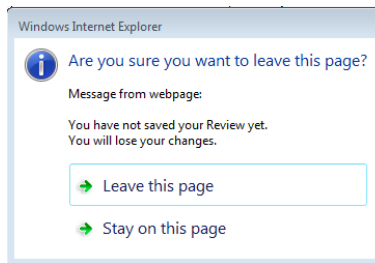 Windows Internet Explorer
Are you sure you want to leave this page?
Message from webpage:
You have not saved your Review yet.
You will lose your changes.
Leave this page
Stay on this page